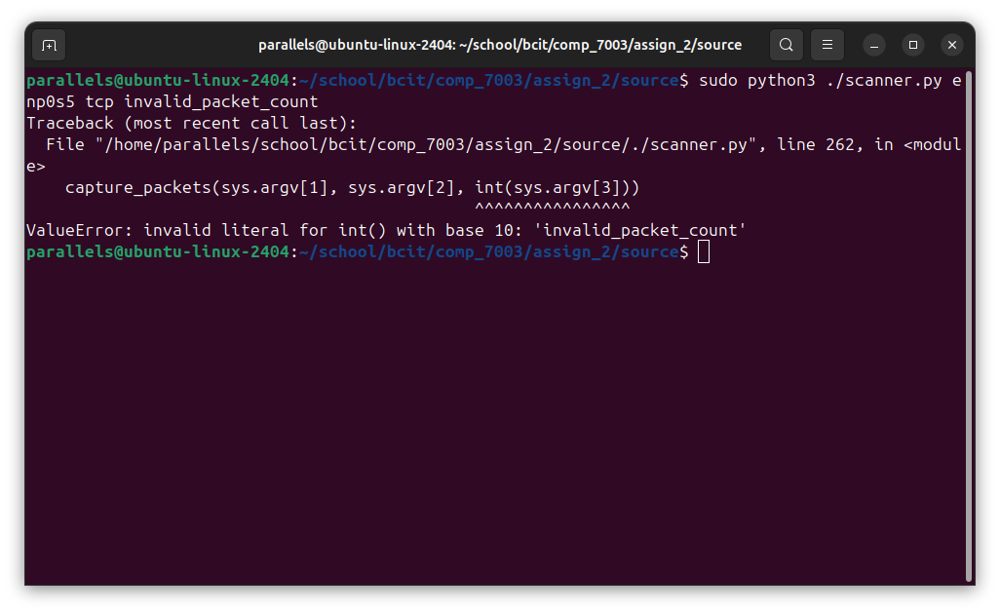 parallels@ubuntu-linux-2404: ~/school/bcit/comp_7003/assign_2/source
parallels@ubuntu-linux-2404:~/school/bcit/comp_7003/assign_2/source$ sudo python3 ./scanner.py e
np0s5 tcp invalid_packet_count
Traceback (most recent call last):
  File "/home/parallels/school/bcit/comp_7003/assign_2/source/./scanner.py", line 262, in <modul
e>
    capture_packets(sys.argv[1], sys.argv[2], int(sys.argv[3]))
                                              ^^^^^^^^^^^^^^^^
ValueError: invalid literal for int() with base 10: 'invalid_packet_count'
parallels@ubuntu-linux-2404:~/school/bcit/comp_7003/assign_2/source$